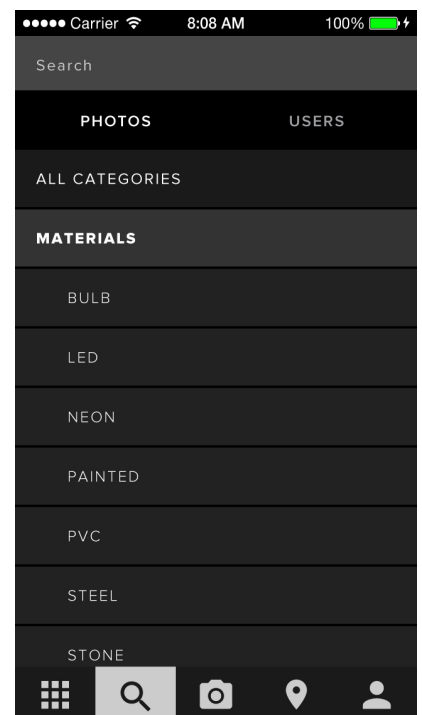 Carrier 8:08 AM 100%
Search
PHOTOS USERS
ALL CATEGORIES
MATERIALS
BULB
LED
NEON
PAINTED
PVC
STEEL
STONE